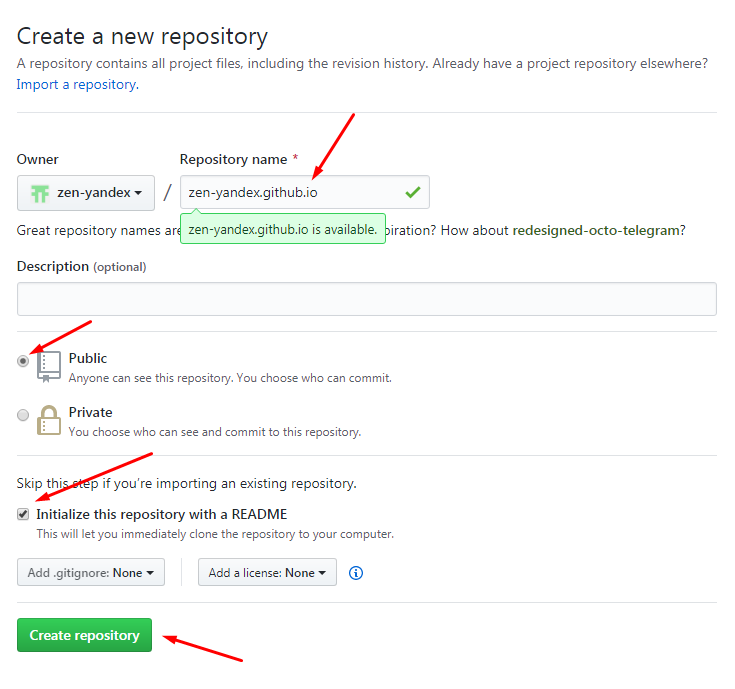 Create a new repository
A repository contains all project files, including the revision history. Already have a project repository elsewhere?
Import a repository.
Owner
Repository name *
zen-yandex
/
zen-yandex.github.io
Great repository names are
zen-yandex.github.io is available.
piration? How about redesigned-octo-telegram?
Description (optional)
Public
Anyone can see this repository. You choose who can commit.
Private
You choose who can see and commit to this repository.
Skip this step if you’re importing an existing repository.
Initialize this repository with a README
This will let you immediately clone the repository to your computer.
Add .gitignore: None
Add a license: None
Create repository